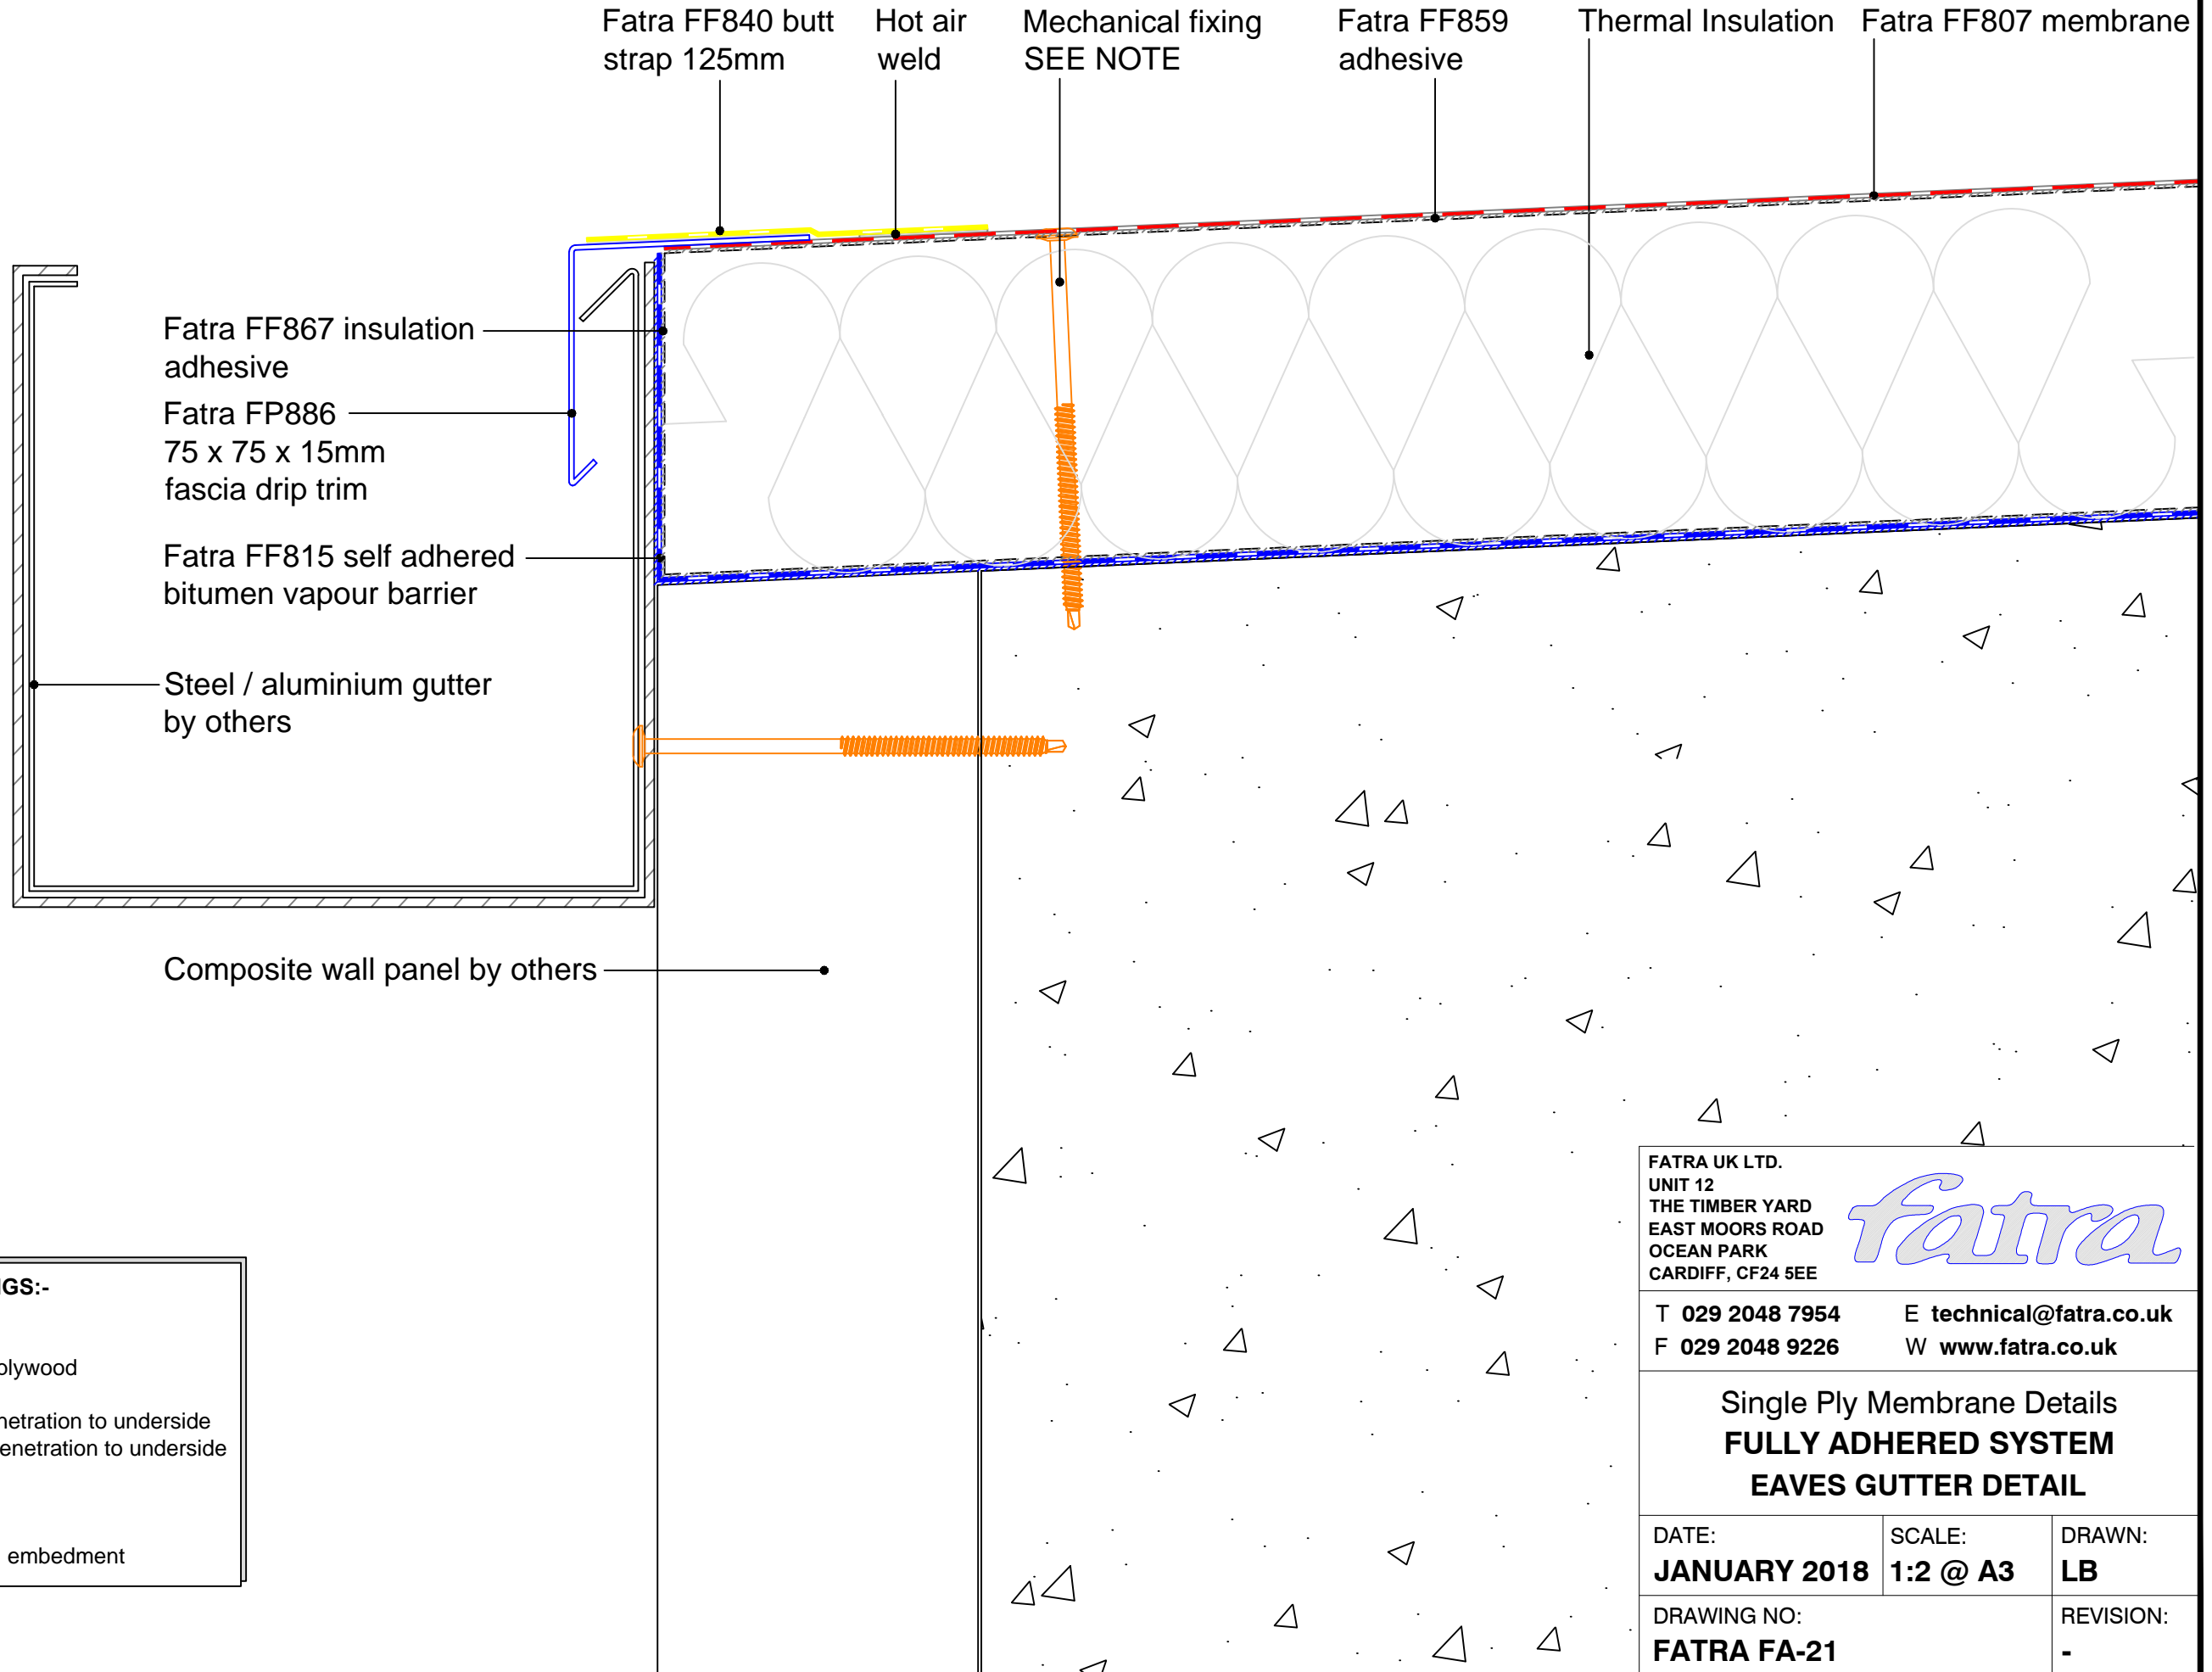 Fatra FF840 butt
strap 125mm
Hot air
weld
Mechanical fixing
SEE NOTE
Fatra FF859
adhesive
Thermal Insulation
Fatra FF807 membrane
Fatra FF867 insulation
adhesive
Fatra FP886
75 x 75 x 15mm
fascia drip trim
Fatra FF815 self adhered
bitumen vapour barrier
Steel / aluminium gutter
by others
Composite wall panel by others
GS:-
plywood
netration to underside
enetration to underside
embedment
FATRA UK LTD.
UNIT 12
THE TIMBER YARD
EAST MOORS ROAD
OCEAN PARK
CARDIFF, CF24 5EE
fatra
T 029 2048 7954
E technical@fatra.co.uk
F 029 2048 9226
W www.fatra.co.uk
Single Ply Membrane Details
FULLY ADHERED SYSTEM
EAVES GUTTER DETAIL
DATE:
JANUARY 2018
SCALE:
1:2 @ A3
DRAWN:
LB
DRAWING NO:
FATRA FA-21
REVISION:
-